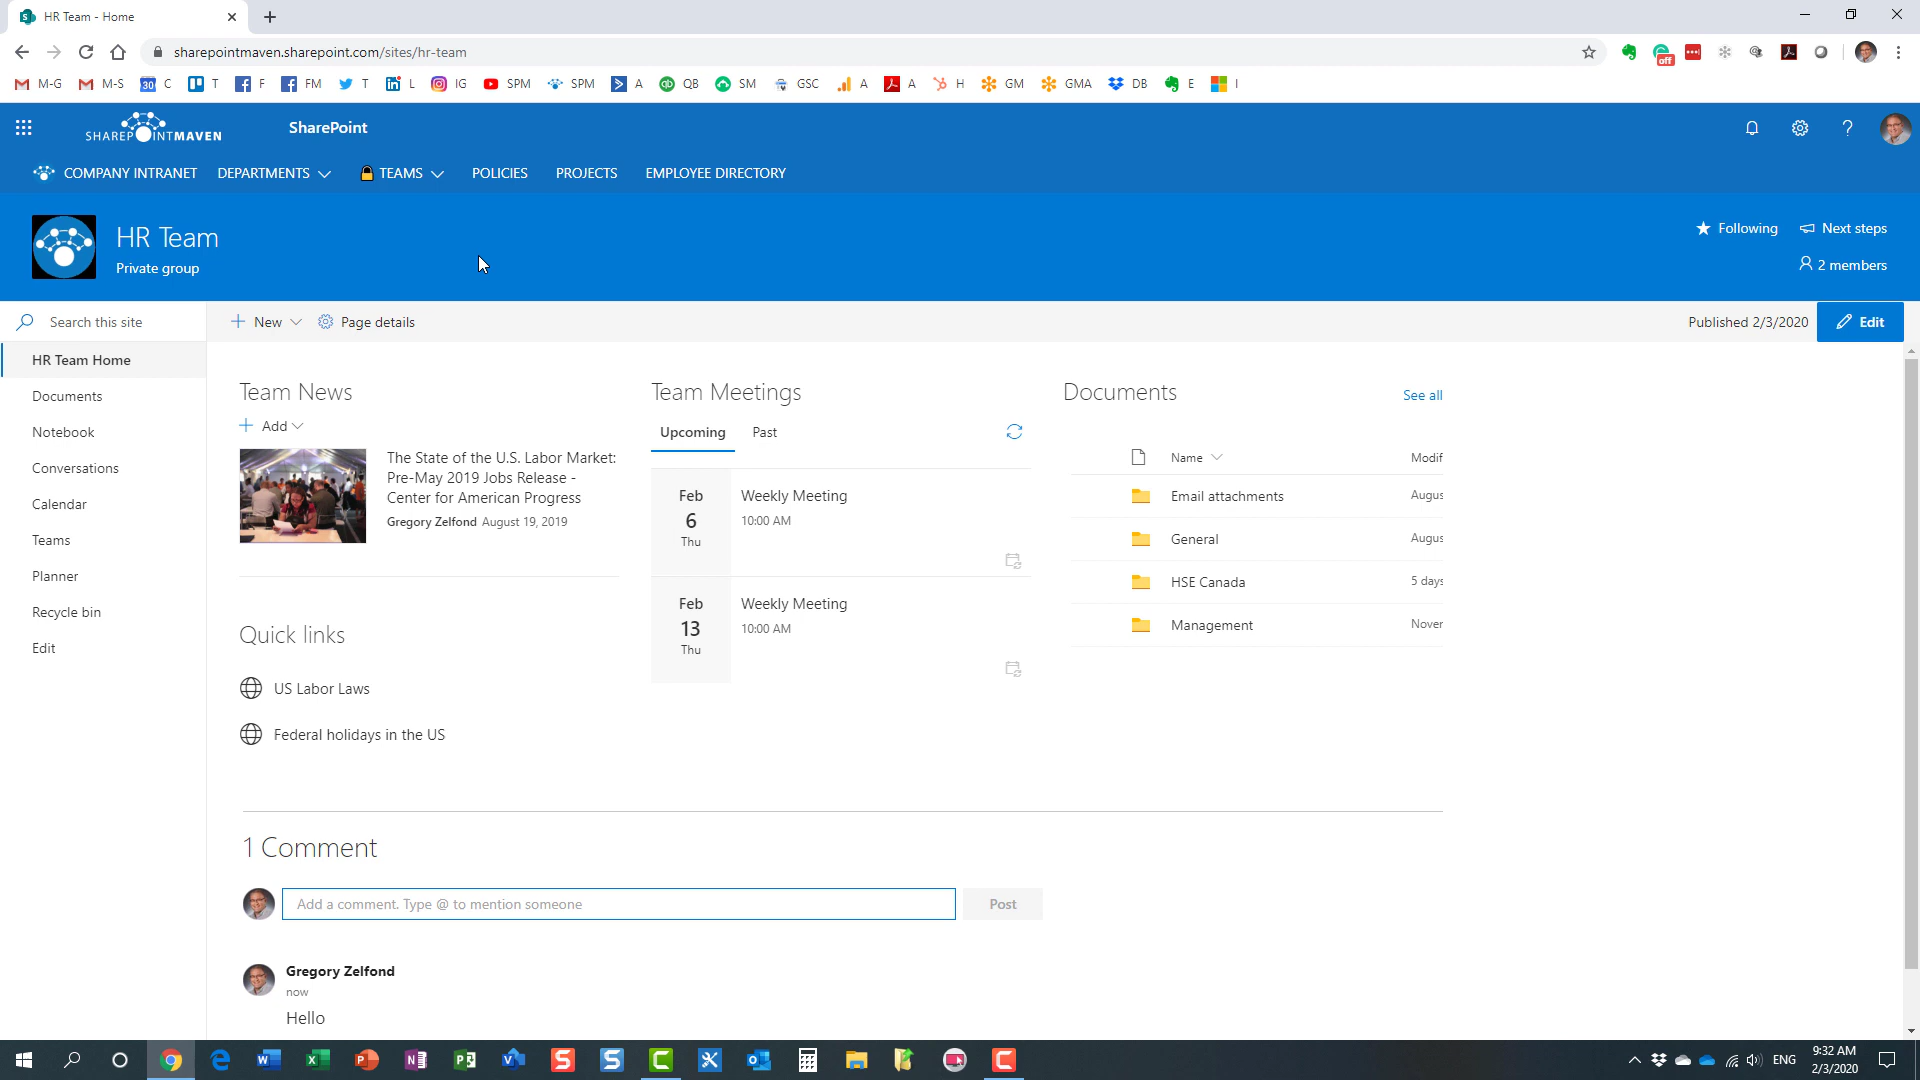 HR Team - Home
sharepointmaven.sharepoint.com/sites/hr-team
off
M-G M-S 30 C T F FM T L IG SPM SPM A QB SM GSC A A H GM GMA DB E I
SHAREPOINTMAVEN
SharePoint
COMPANY INTRANET DEPARTMENTS TEAMS POLICIES PROJECTS EMPLOYEE DIRECTORY
HR Team
Private group
Following Next steps
2 members
Search this site
New Page details
Published 2/3/2020 Edit
HR Team Home
Documents
Notebook
Conversations
Calendar
Teams
Planner
Recycle bin
Edit
Team News
Add
The State of the U.S. Labor Market:
Pre-May 2019 Jobs Release -
Center for American Progress
Gregory Zelfond August 19, 2019
Quick links
US Labor Laws
Federal holidays in the US
Team Meetings
Upcoming Past
Feb
6
Thu
Weekly Meeting
10:00 AM
Feb
13
Thu
Weekly Meeting
10:00 AM
Documents See all
Name Modif
Email attachments Augus
General Augus
HSE Canada 5 days
Management Nover
1 Comment
Add a comment. Type @ to mention someone
Post
Gregory Zelfond
now
Hello
ENG
9:32 AM
2/3/2020